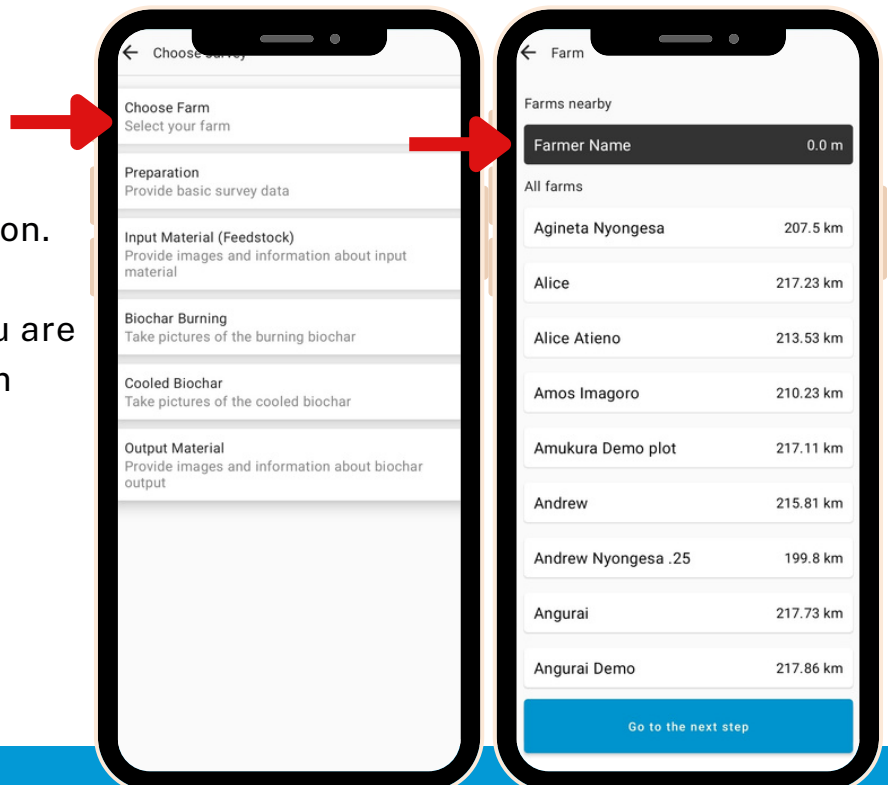 on.
u are
n
Choose
Choose Farm
Select your farm
Preparation
Provide basic survey data
Input Material (Feedstock)
Provide images and information about input
material
Biochar Burning
Take pictures of the burning biochar
Cooled Biochar
Take pictures of the cooled biochar
Output Material
Provide images and information about biochar
output
Farm
Farms nearby
Farmer Name 0.0 m
All farms
Agineta Nyongesa 207.5 km
Alice 217.23 km
Alice Atieno 213.53 km
Amos Imagoro 210.23 km
Amukura Demo plot 217.11 km
Andrew 215.81 km
Andrew Nyongesa .25 199.8 km
Angurai 217.73 km
Angurai Demo 217.86 km
Go to the next step